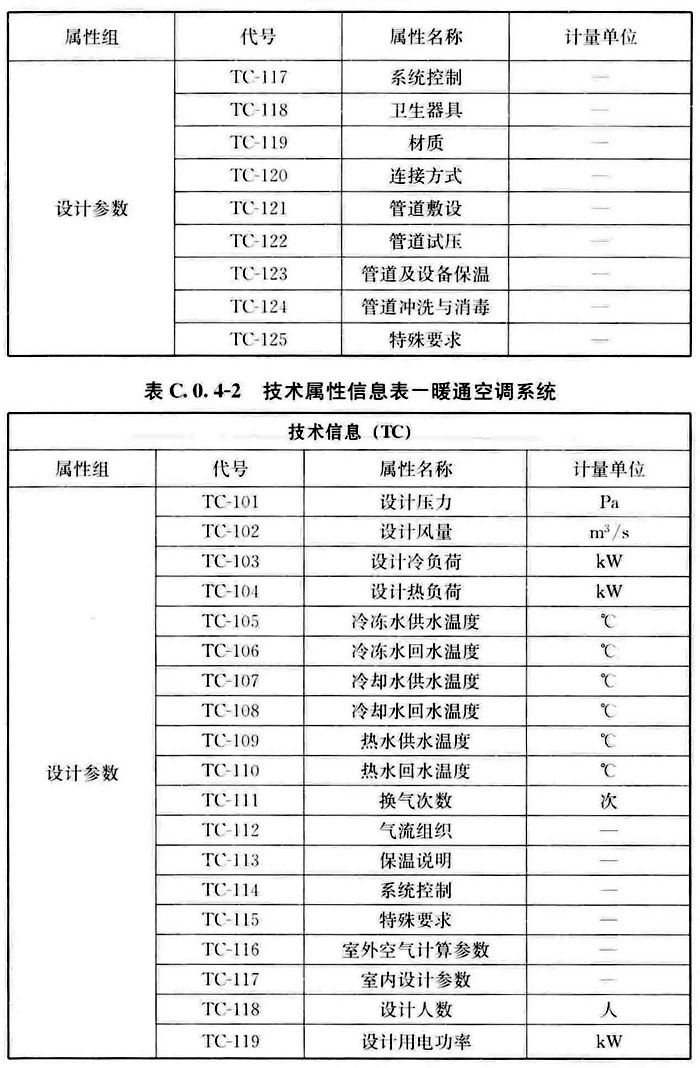 属性组 代号 属性名称 计量单位
TC-117 系统控制 —
TC-118 卫生器具 —
TC-119 材质 —
TC-120 连接方式 —
设计参数 TC-121 管道敷设 —
TC-122 管道试压 —
TC-123 管道及设备保温 —
TC-124 管道冲洗与消毒 —
TC-125 特殊要求 —
表 C.0.4-2 技术属性信息表—暖通空调系统
技术信息（TC）
属性组 代号 属性名称 计量单位
TC-101 设计压力 Pa
TC-102 设计风量 m³/s
TC-103 设计冷负荷 kW
TC-104 设计热负荷 kW
TC-105 冷冻水供水温度 ℃
TC-106 冷冻水回水温度 ℃
TC-107 冷却水供水温度 ℃
TC-108 冷却水回水温度 ℃
TC-109 热水供水温度 ℃
设计参数 TC-110 热水回水温度 ℃
TC-111 换气次数 次
TC-112 气流组织 —
TC-113 保温说明 —
TC-114 系统控制 —
TC-115 特殊要求 —
TC-116 室外空气计算参数 —
TC-117 室内设计参数 —
TC-118 设计人数 人
TC-119 设计用电功率 kW